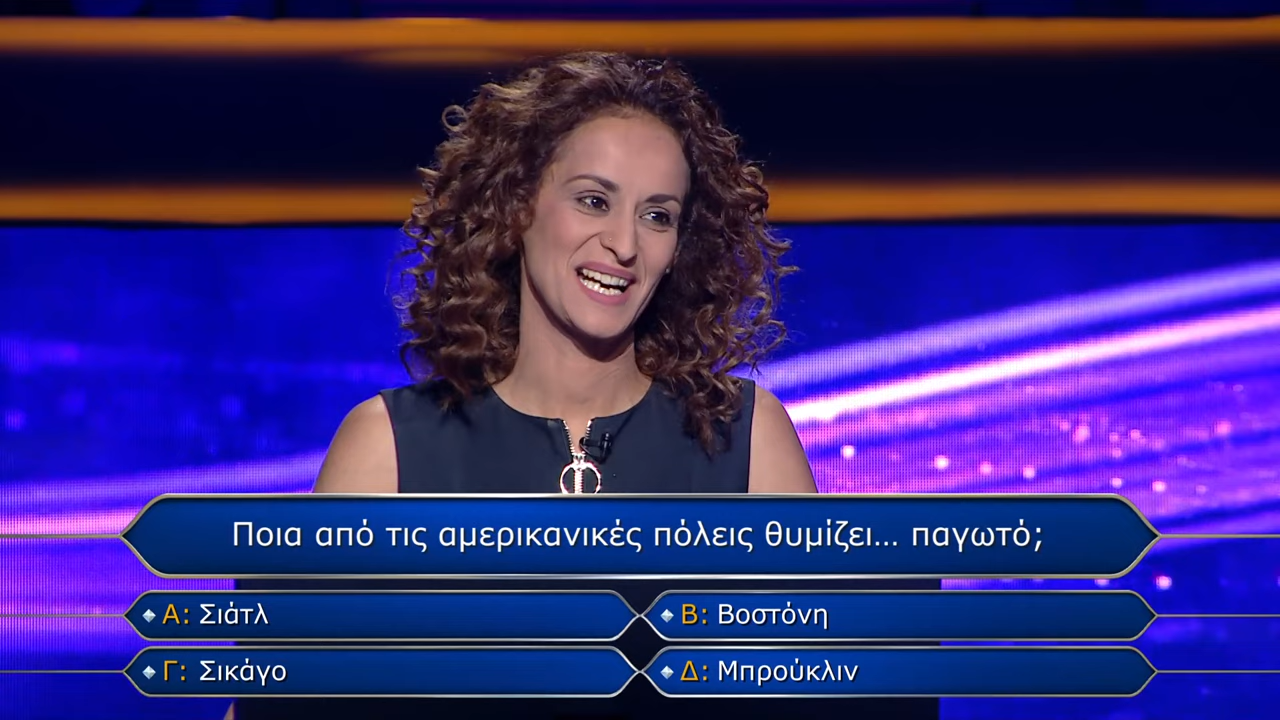 Ποια από τις αμερικανικές πόλεις θυμίζει... παγωτό;
Α: Σιάτλ
Β: Βοστόνη
Γ: Σικάγο
Δ: Μπρούκλιν